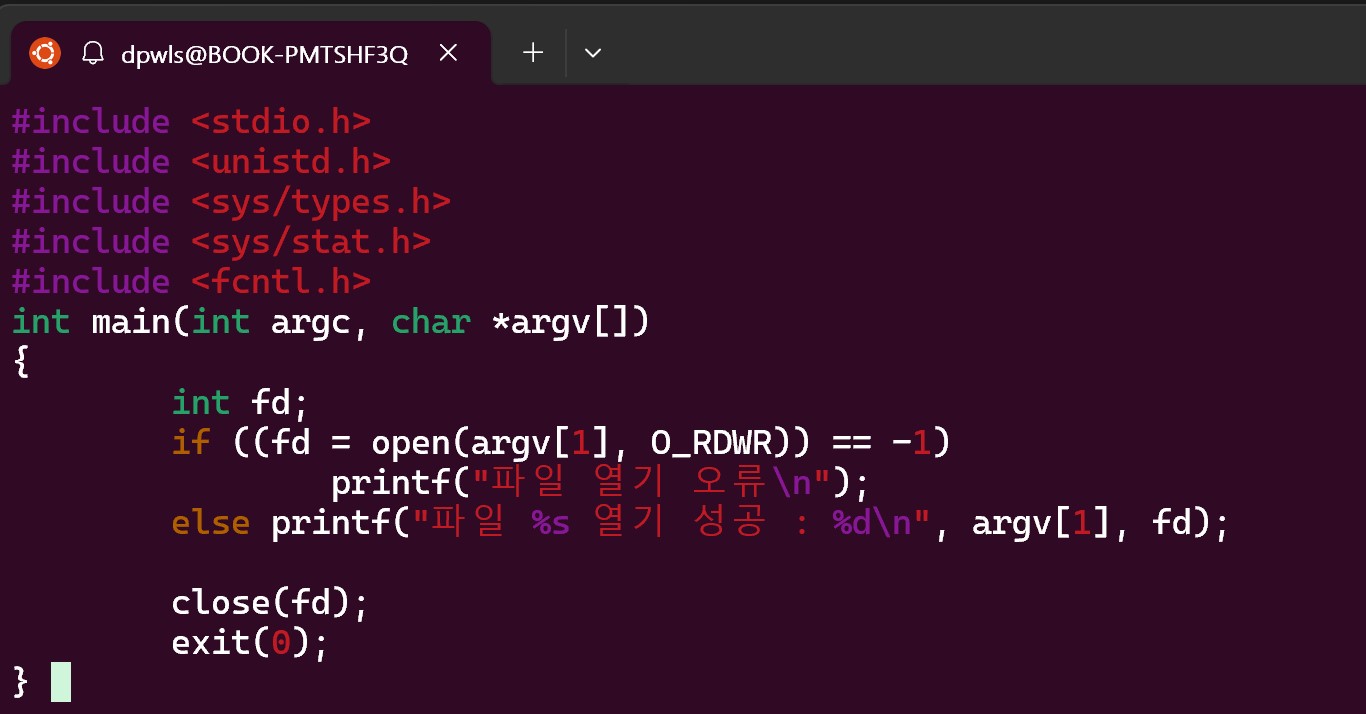 dpwls@BOOK-PMTSHF3Q
#include <stdio.h>
#include <unistd.h>
#include <sys/types.h>
#include <sys/stat.h>
#include <fcntl.h>
int main(int argc, char *argv[])
{
        int fd;
        if ((fd = open(argv[1], O_RDWR)) == -1)
                printf("파일 열기 오류\n");
        else printf("파일 %s 열기 성공 : %d\n", argv[1], fd);

        close(fd);
        exit(0);
}